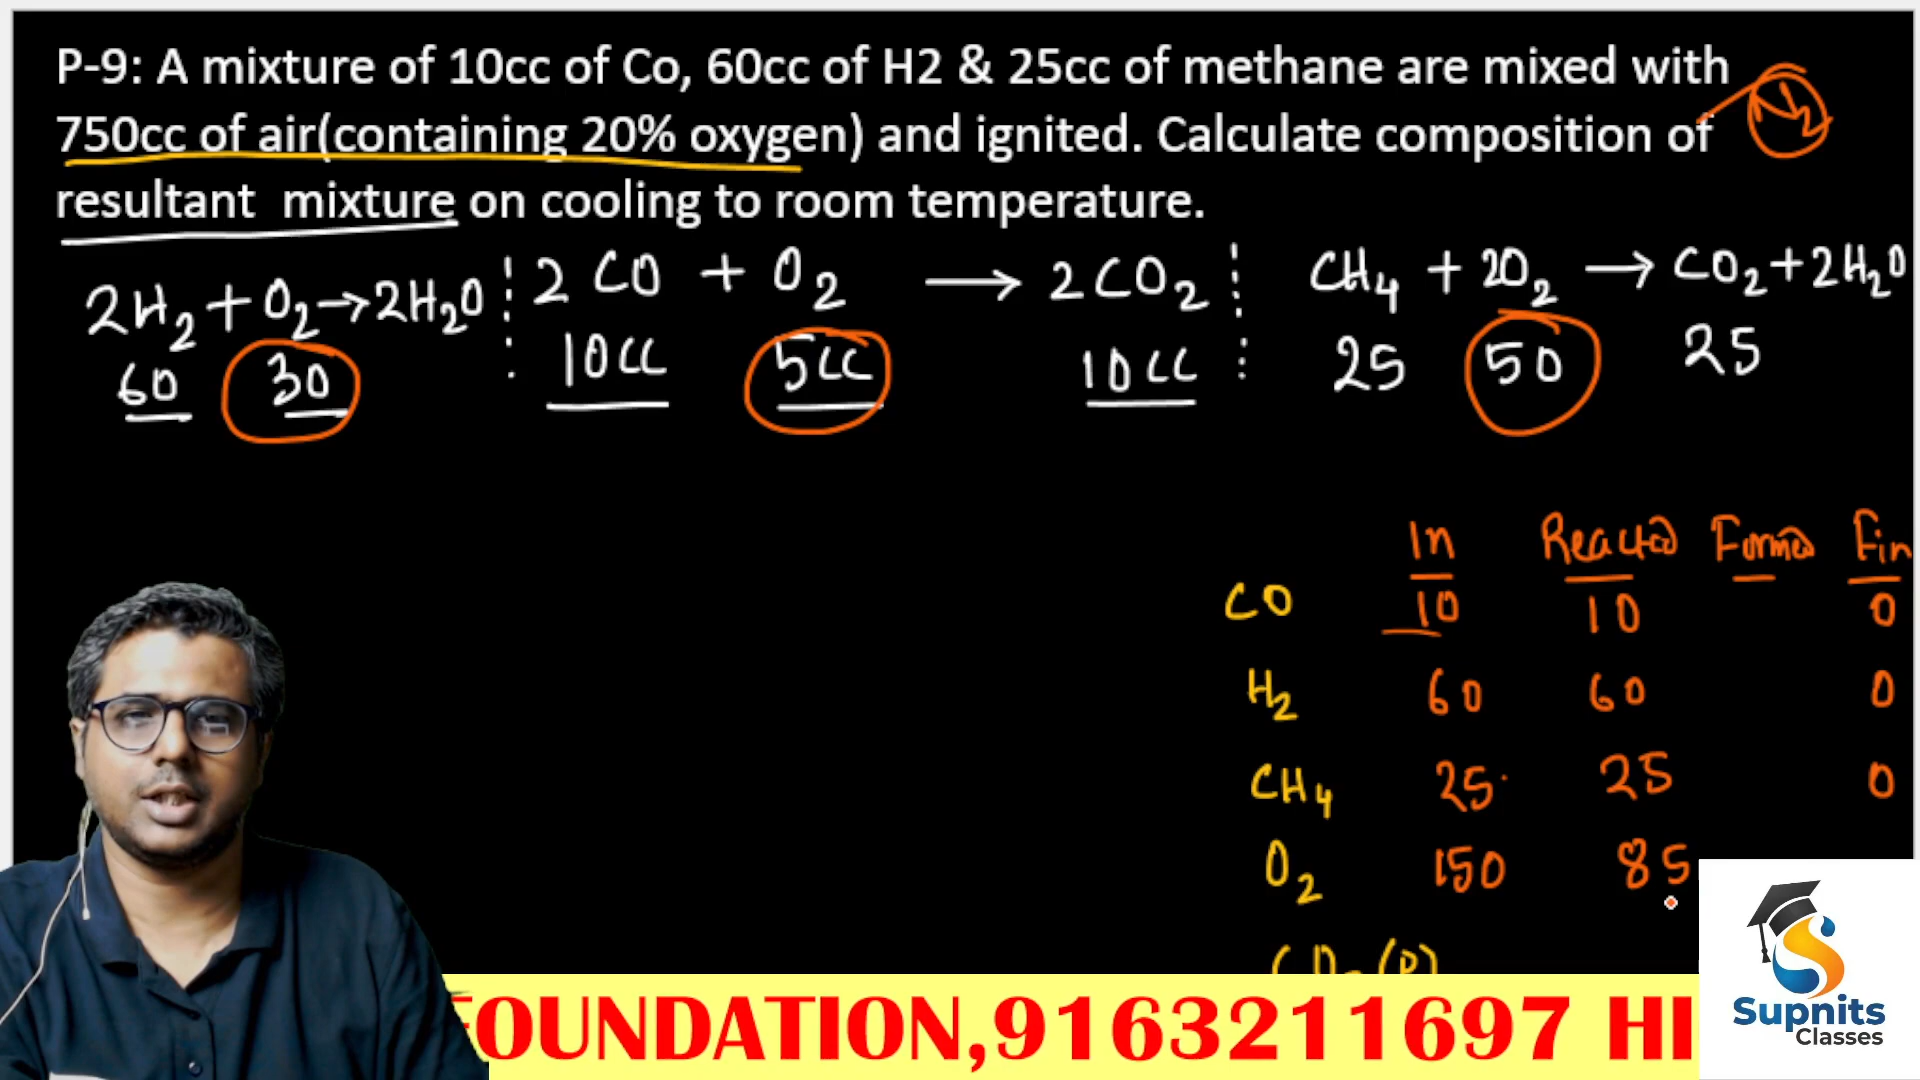 P-9: A mixture of 10cc of Co, 60cc of H2 & 25cc of methane are mixed with
750cc of air(containing 20% oxygen) and ignited. Calculate composition of
resultant mixture on cooling to room temperature.
N2
2H2 + O2 → 2H2O 2 CO + O2 → 2 CO2 CH4 + 2O2 → CO2 + 2H2O
60 30 10cc 5cc 10cc 25 50 25
In Reacted Formed Fin
CO 10 10 0
H2 60 60 0
CH4 25 25 0
O2 150 85
FOUNDATION,9163211697 HI
Supnits
Classes